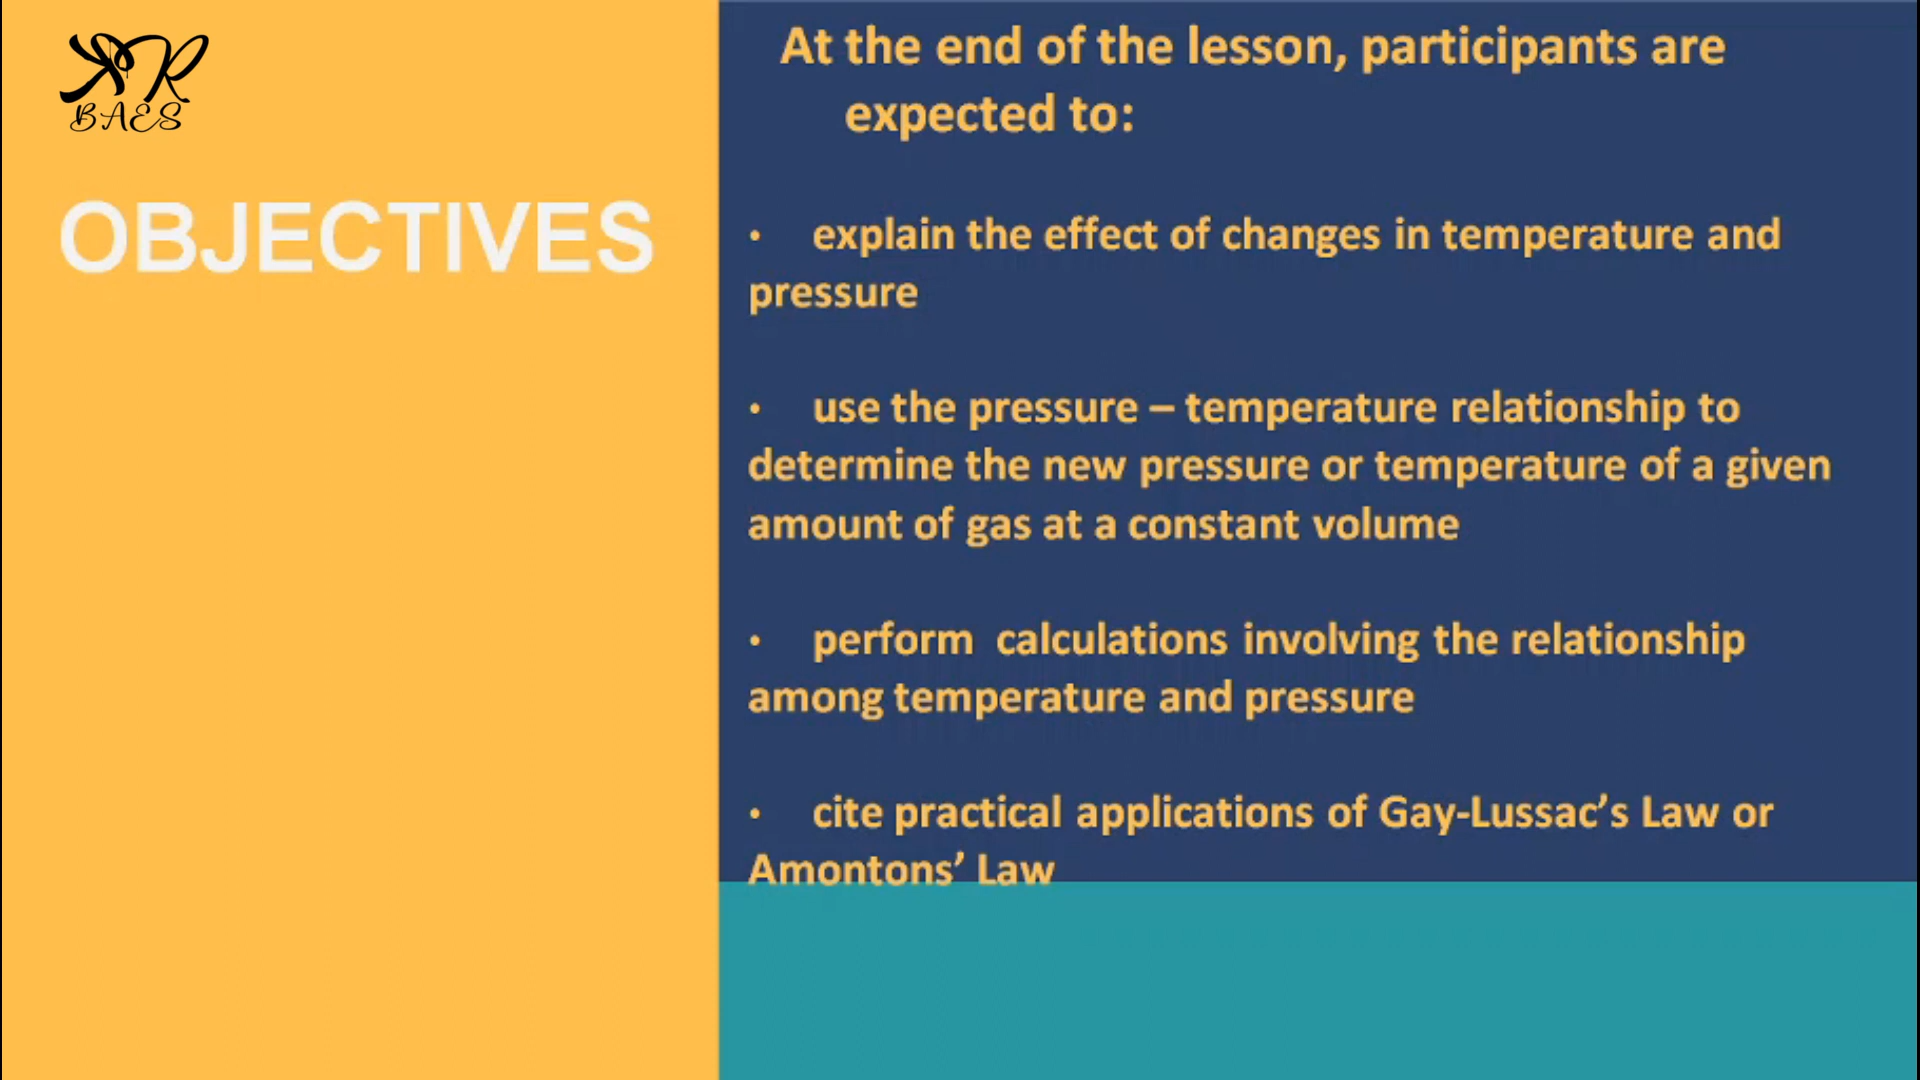 KR
BAES
OBJECTIVES
At the end of the lesson, participants are
expected to:
• explain the effect of changes in temperature and
pressure
• use the pressure – temperature relationship to
determine the new pressure or temperature of a given
amount of gas at a constant volume
• perform calculations involving the relationship
among temperature and pressure
• cite practical applications of Gay-Lussac’s Law or
Amontons’ Law